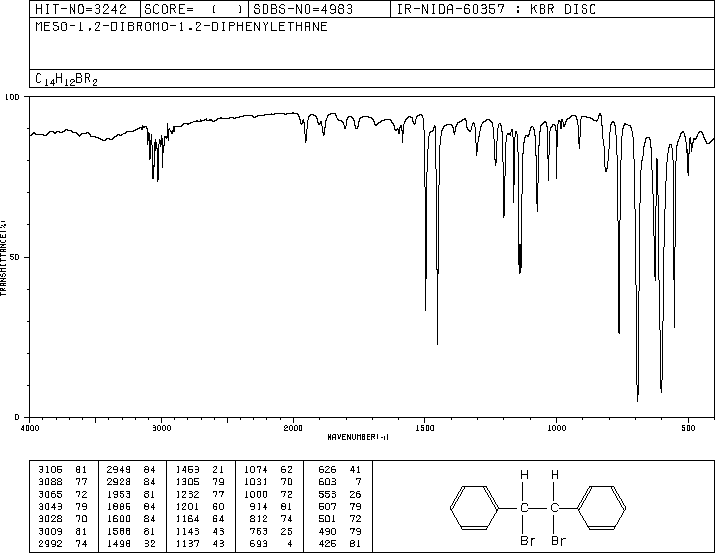 HIT-NO=3242 SCORE= ( ) SDBS-NO=4983 IR-NIDA-60357 : KBR DISC
MESO-1,2-DIBROMO-1,2-DIPHENYLETHANE
C14H12BR2
100
50
0
TRANSMITTANCE(%)
4000 3000 2000 1500 1000 500
WAVENUMBER(-1)
3105 81 2949 84 1453 21 1074 62 626 41
3088 77 2928 84 1305 79 1031 70 603 7
3065 72 1953 81 1232 77 1000 72 553 26
3049 79 1885 84 1201 60 914 81 507 79
3028 70 1600 84 1164 64 812 74 501 72
3009 81 1588 81 1143 43 763 25 490 79
2992 74 1498 32 1137 43 693 4 426 81
H H
C C
Br Br